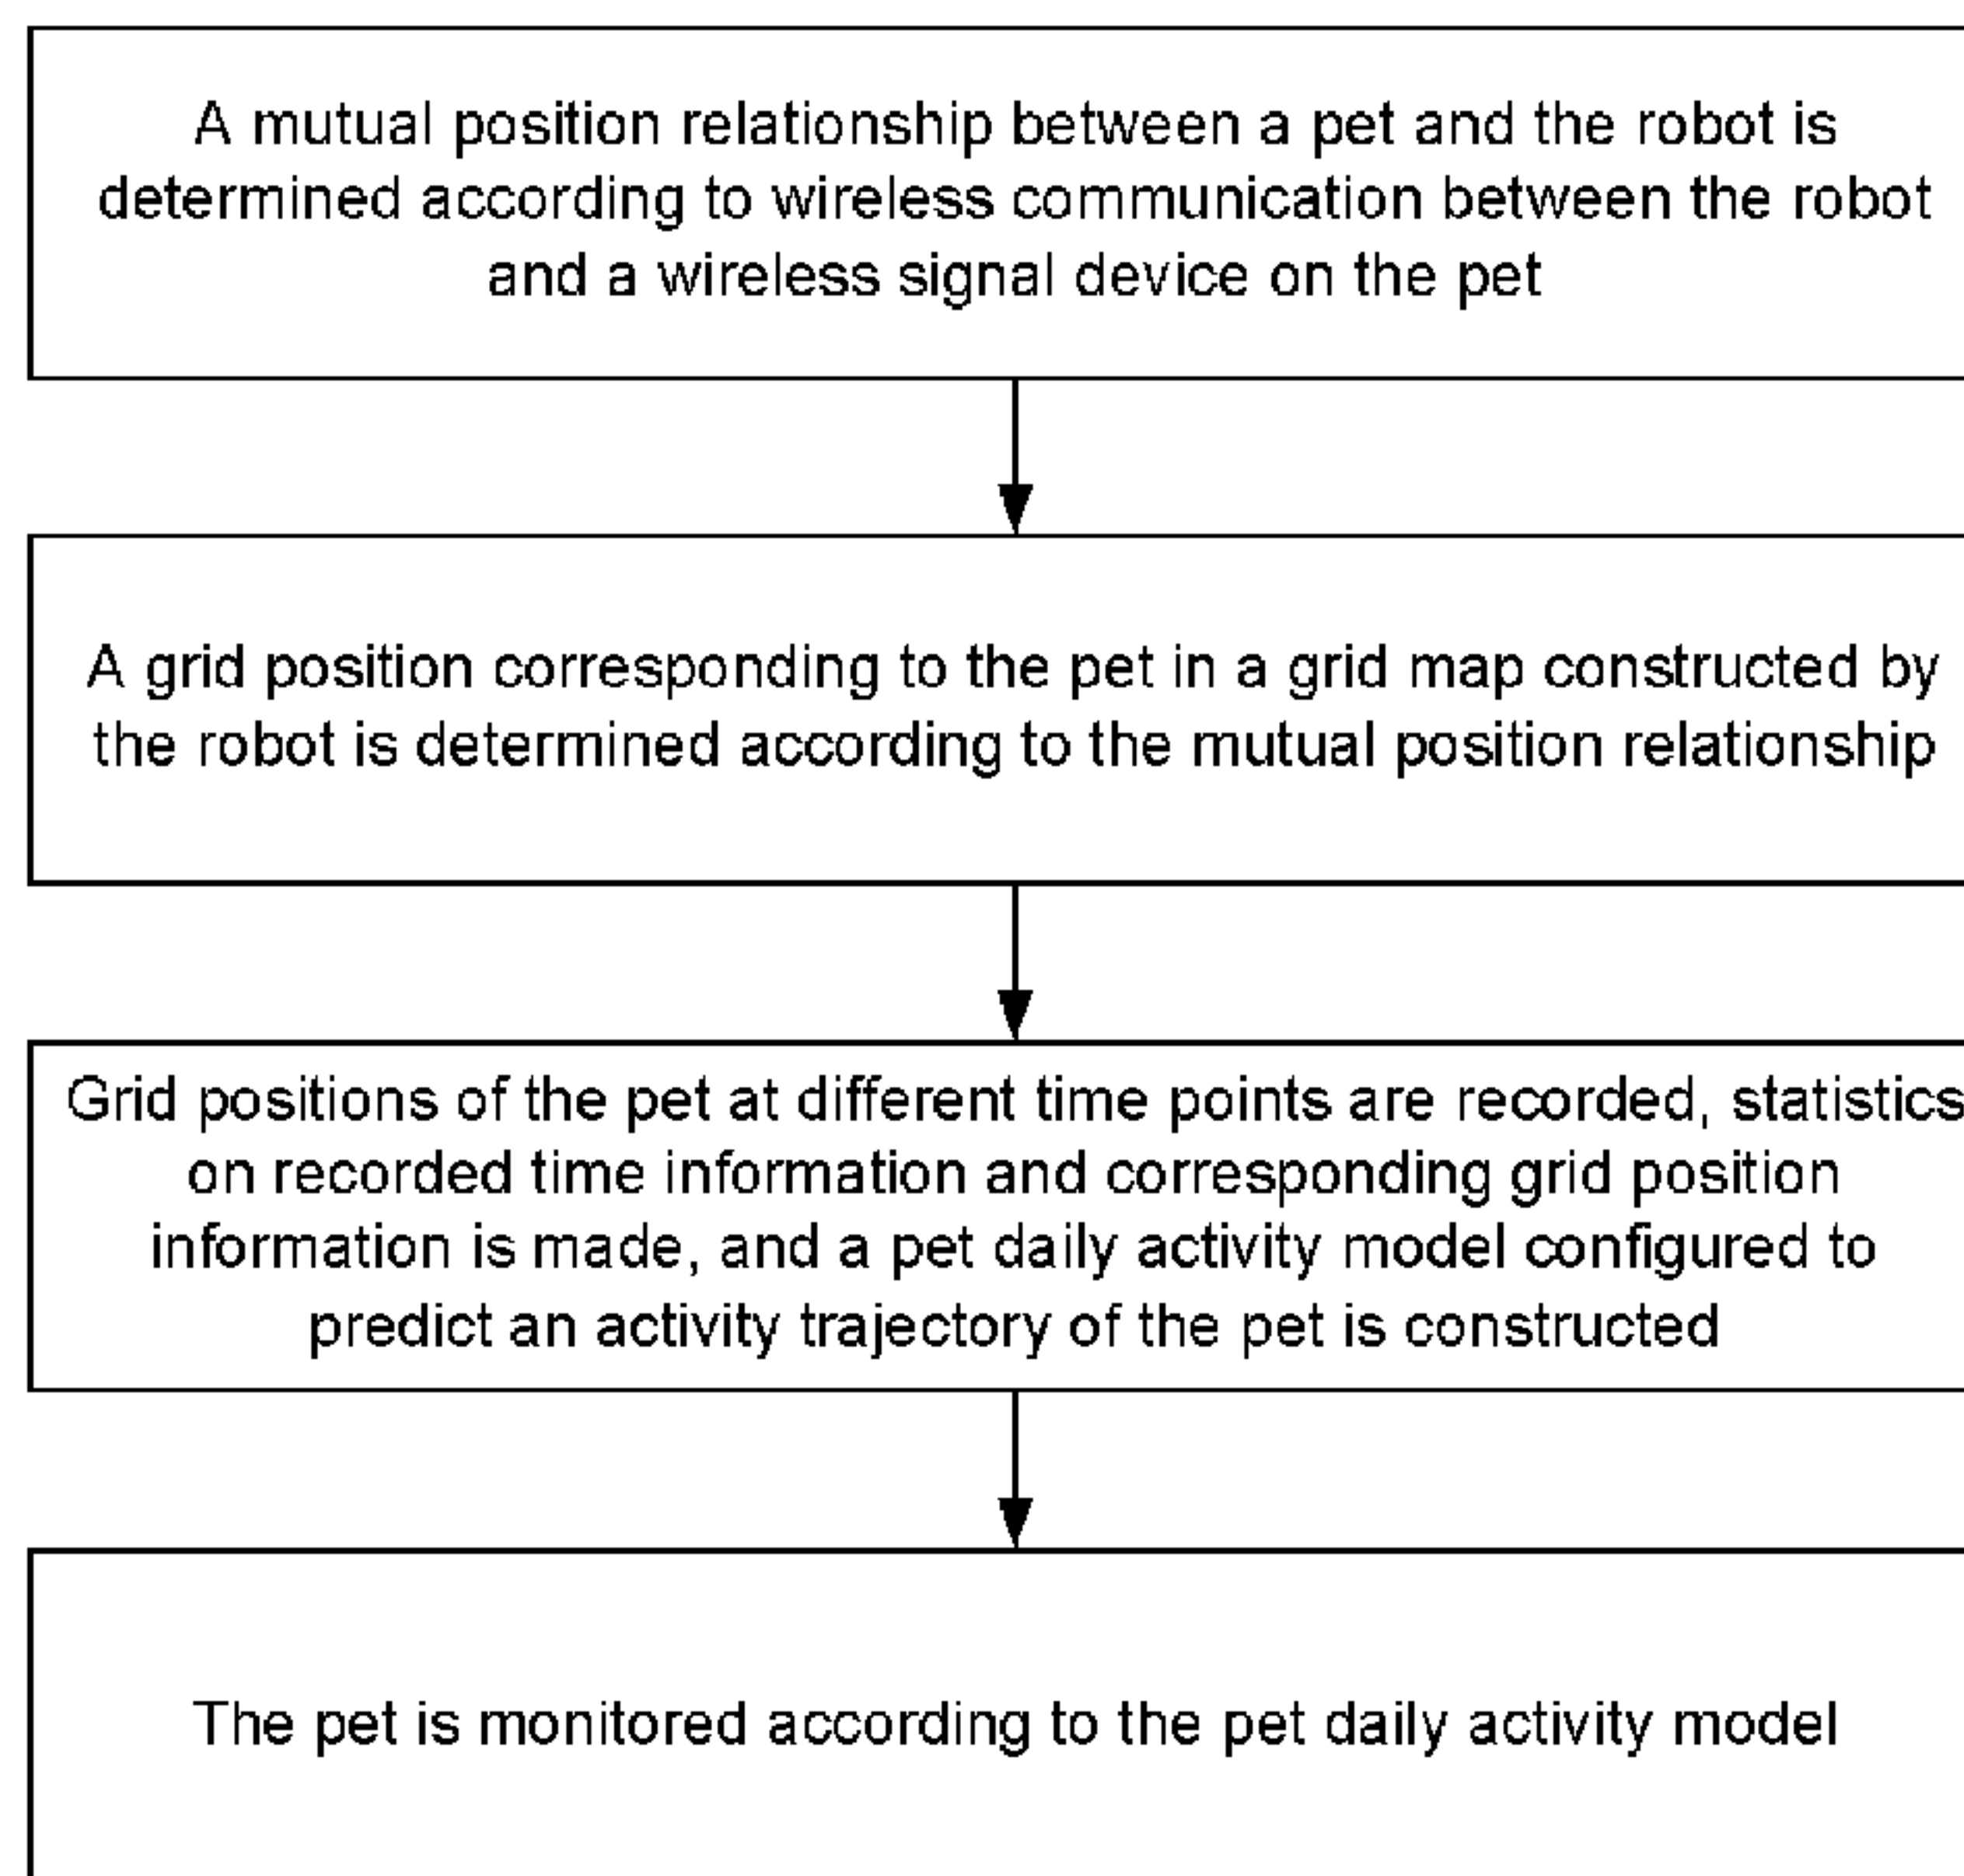 A mutual position relationship between a pet and the robot is
determined according to wireless communication between the robot
and a wireless signal device on the pet
A grid position corresponding to the pet in a grid map constructed by
the robot is determined according to the mutual position relationship
Grid positions of the pet at different time points are recorded, statistics
on recorded time information and corresponding grid position
information is made, and a pet daily activity model configured to
predict an activity trajectory of the pet is constructed
The pet is monitored according to the pet daily activity model